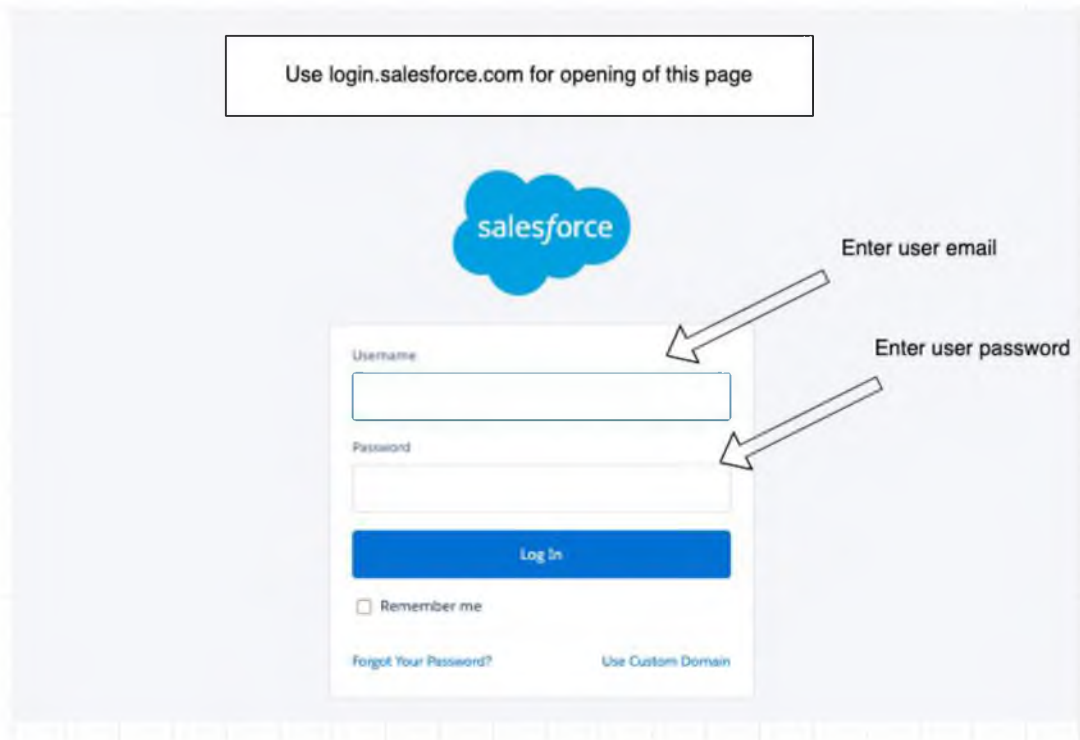 Use login.salesforce.com for opening of this page
salesforce
Enter user email
Username
Enter user password
Password
Log In
Remember me
Forgot Your Password? Use Custom Domain